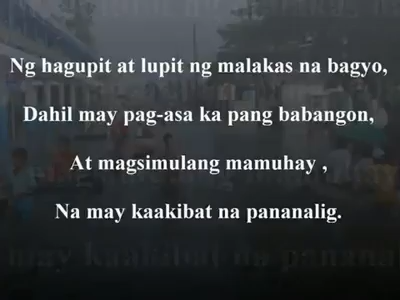 Ng hagupit at lupit ng malakas na bagyo,
Dahil may pag-asa ka pang babangon,
At magsimulang mamuhay ,
Na may kaakibat na pananalig.